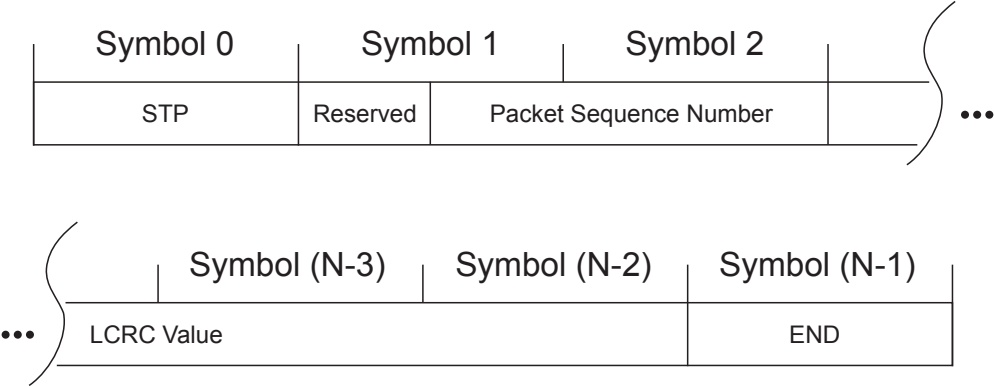 Symbol 0 Symbol 1 Symbol 2
STP Reserved Packet Sequence Number
•••
Symbol (N-3) Symbol (N-2) Symbol (N-1)
••• LCRC Value END